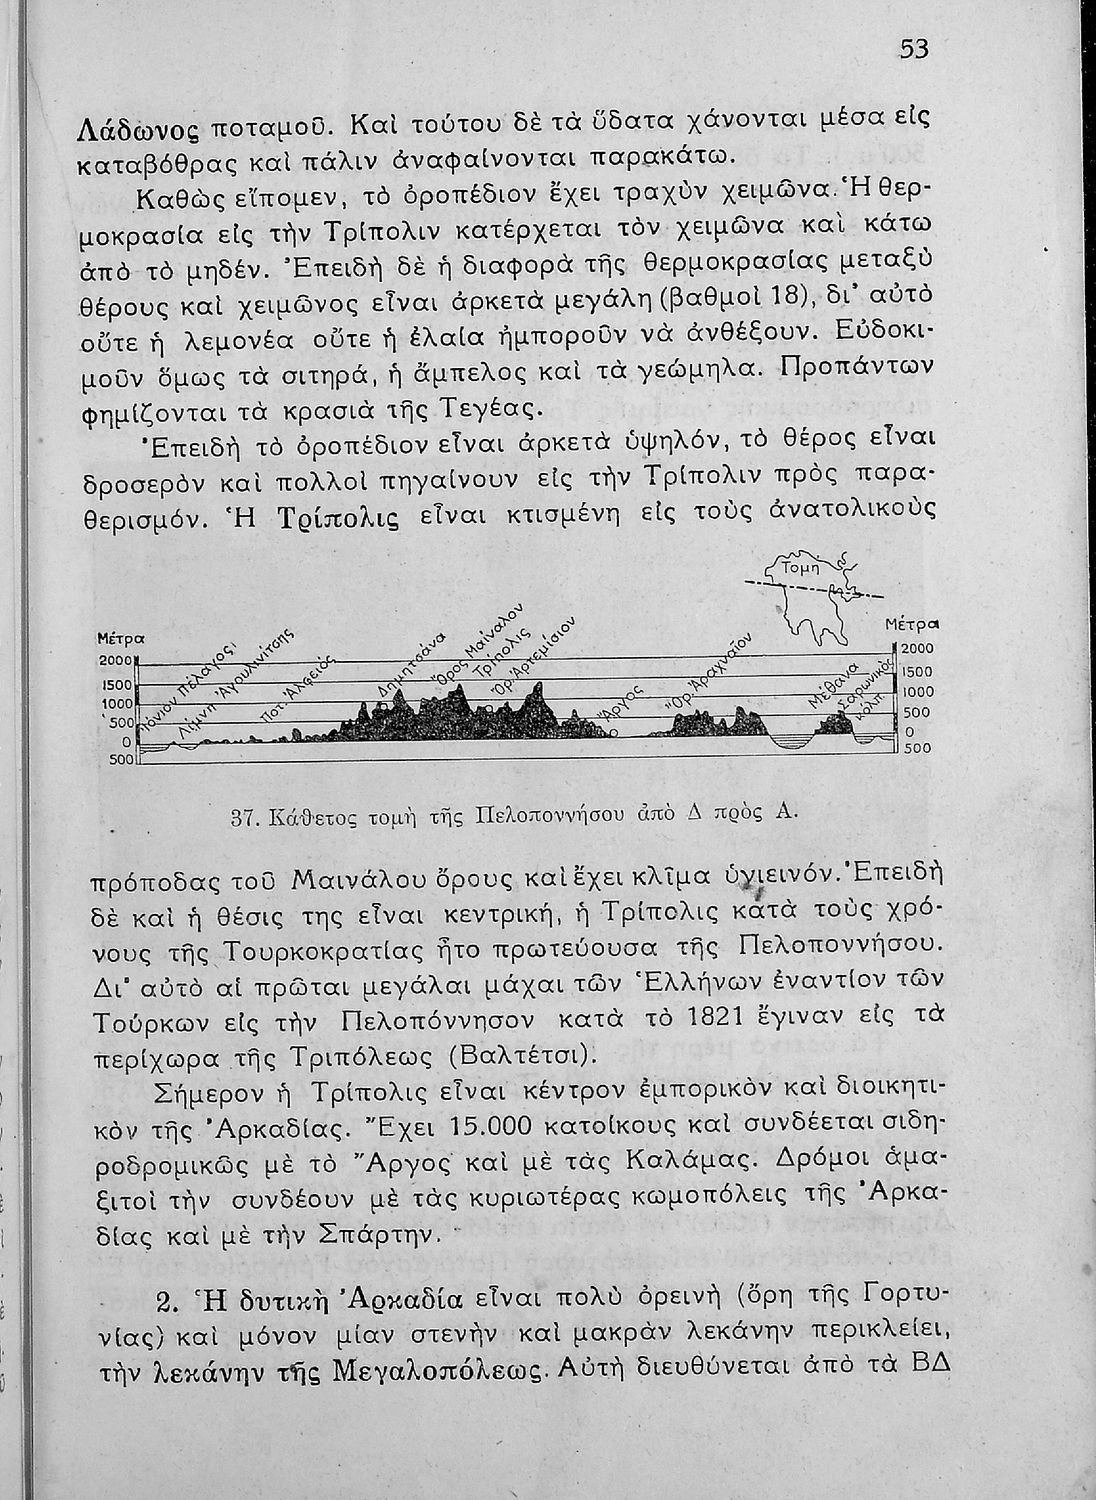 53
Λάδωνος ποταμοῦ. Καὶ τούτου δὲ τὰ ὕδατα χάνονται μέσα εἰς
καταβόθρας καὶ πάλιν ἀναφαίνονται παρακάτω.
Καθὼς εἴπομεν, τὸ ὀροπέδιον ἔχει τραχὺν χειμῶνα. Ἡ θερ-
μοκρασία εἰς τὴν Τρίπολιν κατέρχεται τὸν χειμῶνα καὶ κάτω
ἀπὸ τὸ μηδέν. Ἐπειδὴ δὲ ἡ διαφορὰ τῆς θερμοκρασίας μεταξὺ
θέρους καὶ χειμῶνος εἶναι ἀρκετὰ μεγάλη (βαθμοὶ 18), δι' αὐτὸ
οὔτε ἡ λεμονέα οὔτε ἡ ἐλαία ἠμποροῦν νὰ ἀνθέξουν. Εὐδοκι-
μοῦν ὅμως τὰ σιτηρά, ἡ ἄμπελος καὶ τὰ γεώμηλα. Προπάντων
φημίζονται τὰ κρασιὰ τῆς Τεγέας.
Ἐπειδὴ τὸ ὀροπέδιον εἶναι ἀρκετὰ ὑψηλόν, τὸ θέρος εἶναι
δροσερὸν καὶ πολλοὶ πηγαίνουν εἰς τὴν Τρίπολιν πρὸς παρα-
θερισμόν. Ἡ Τρίπολις εἶναι κτισμένη εἰς τοὺς ἀνατολικοὺς
Τομή
Μέτρα
2000
1500
1000
500
0
500
Ἰόνιον Πέλαγος
Λίμνη Ἀγουλινίτσης
Ποτ. Ἀλφειός
Δημητσάνα
Ὄρος Μαίναλον
Τρίπολις
Ὄρ. Ἀρτεμίσιον
Ἄργος
Ὄρ. Ἀραχναῖον
Μέθανα
Σαρωνικὸς
κόλπ.
Μέτρα
2000
1500
1000
500
0
500
37. Κάθετος τομὴ τῆς Πελοποννήσου ἀπὸ Δ πρὸς Α.
πρόποδας τοῦ Μαινάλου ὄρους καὶ ἔχει κλῖμα ὑγιεινόν. Ἐπειδὴ
δὲ καὶ ἡ θέσις της εἶναι κεντρική, ἡ Τρίπολις κατὰ τοὺς χρό-
νους τῆς Τουρκοκρατίας ἦτο πρωτεύουσα τῆς Πελοποννήσου.
Δι' αὐτὸ αἱ πρῶται μεγάλαι μάχαι τῶν Ἑλλήνων ἐναντίον τῶν
Τούρκων εἰς τὴν Πελοπόννησον κατὰ τὸ 1821 ἔγιναν εἰς τὰ
περίχωρα τῆς Τριπόλεως (Βαλτέτσι).
Σήμερον ἡ Τρίπολις εἶναι κέντρον ἐμπορικὸν καὶ διοικητι-
κὸν τῆς Ἀρκαδίας. Ἔχει 15.000 κατοίκους καὶ συνδέεται σιδη-
ροδρομικῶς μὲ τὸ Ἄργος καὶ μὲ τὰς Καλάμας. Δρόμοι ἁμα-
ξιτοὶ τὴν συνδέουν μὲ τὰς κυριωτέρας κωμοπόλεις τῆς Ἀρκα-
δίας καὶ μὲ τὴν Σπάρτην.
2. Ἡ δυτικὴ Ἀρκαδία εἶναι πολὺ ὀρεινὴ (ὄρη τῆς Γορτυ-
νίας) καὶ μόνον μίαν στενὴν καὶ μακρὰν λεκάνην περικλείει,
τὴν λεκάνην τῆς Μεγαλοπόλεως. Αὐτὴ διευθύνεται ἀπὸ τὰ ΒΔ